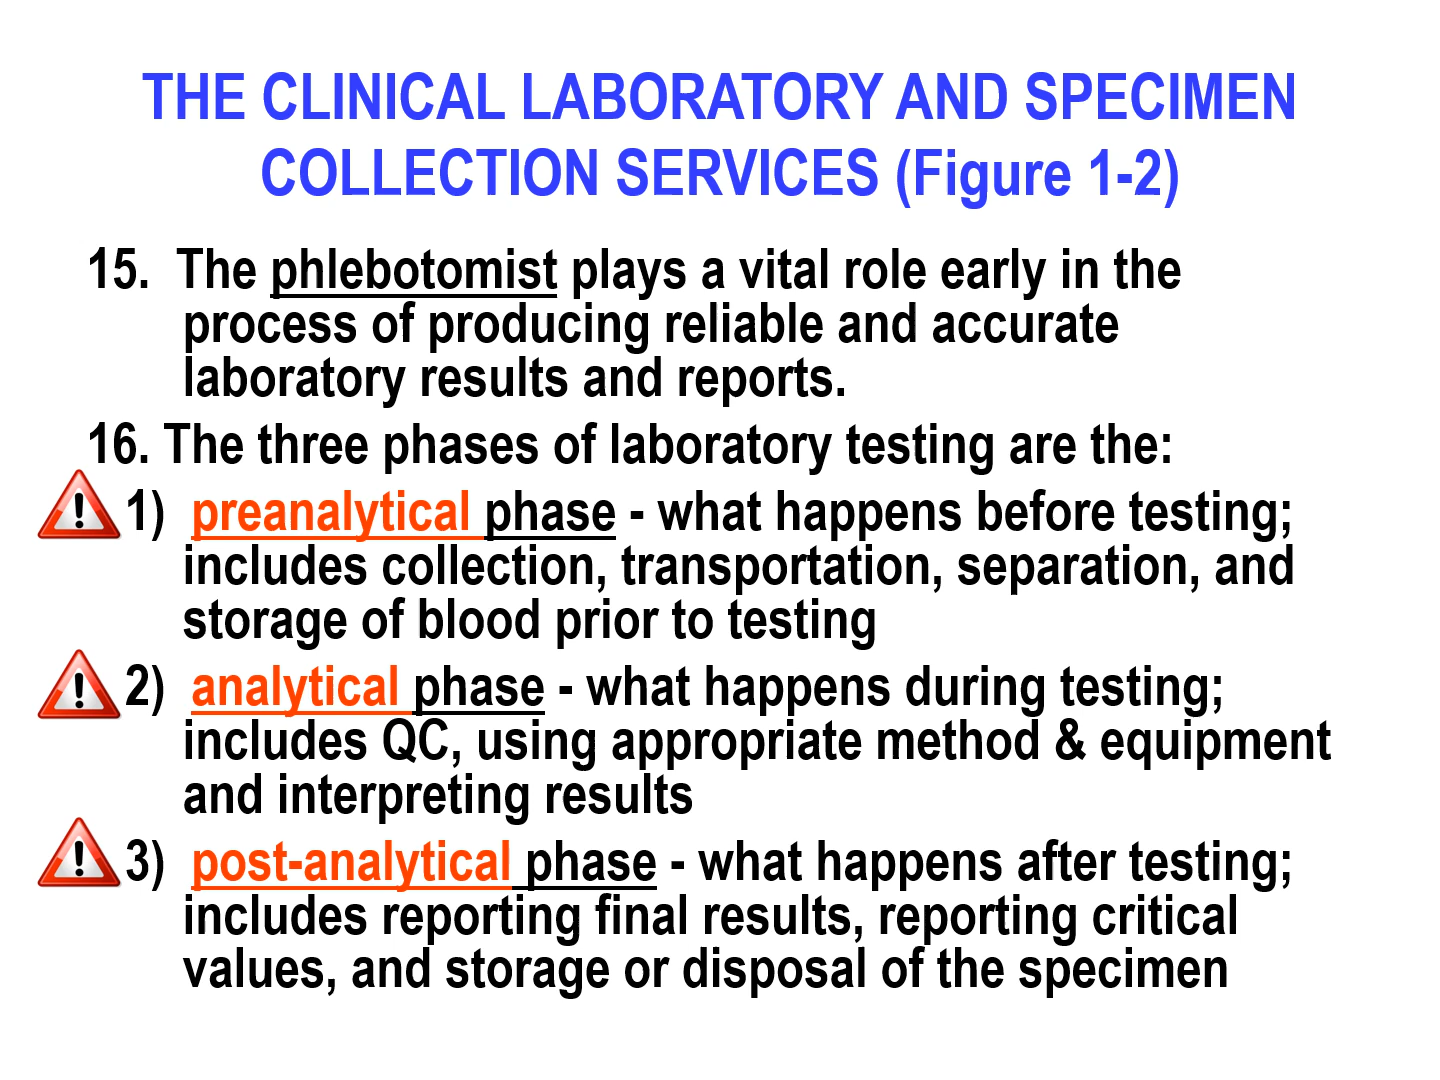 THE CLINICAL LABORATORY AND SPECIMEN
COLLECTION SERVICES (Figure 1-2)
15. The phlebotomist plays a vital role early in the
process of producing reliable and accurate
laboratory results and reports.
16. The three phases of laboratory testing are the:
1) preanalytical phase - what happens before testing;
includes collection, transportation, separation, and
storage of blood prior to testing
2) analytical phase - what happens during testing;
includes QC, using appropriate method & equipment
and interpreting results
3) post-analytical phase - what happens after testing;
includes reporting final results, reporting critical
values, and storage or disposal of the specimen